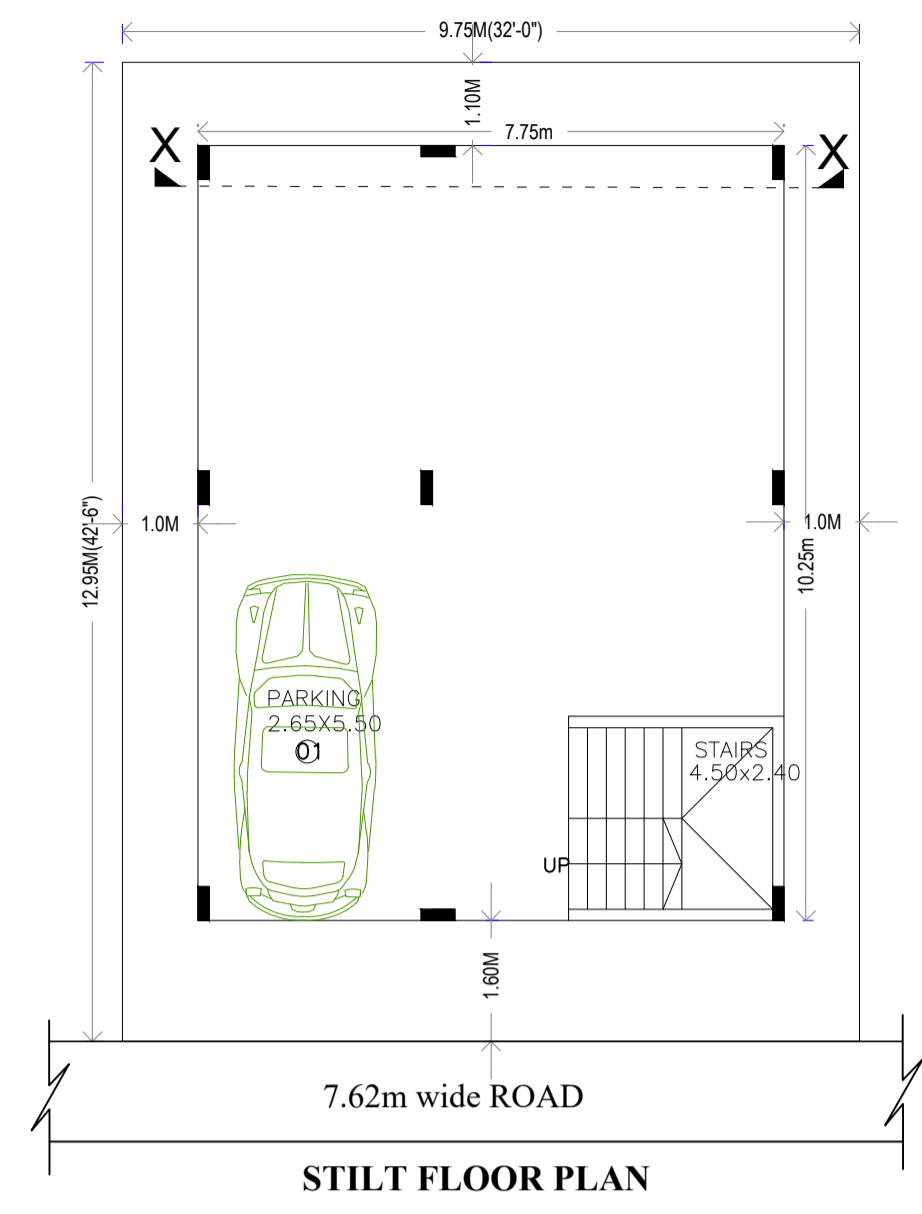 9.75M(32'-0")
1.10M
7.75m
X
X
12.95M(42'-6")
1.0M
1.0M
10.25m
PARKING
2.65X5.50
01
STAIRS
4.50x2.40
UP
1.60M
7.62m wide ROAD
STILT FLOOR PLAN